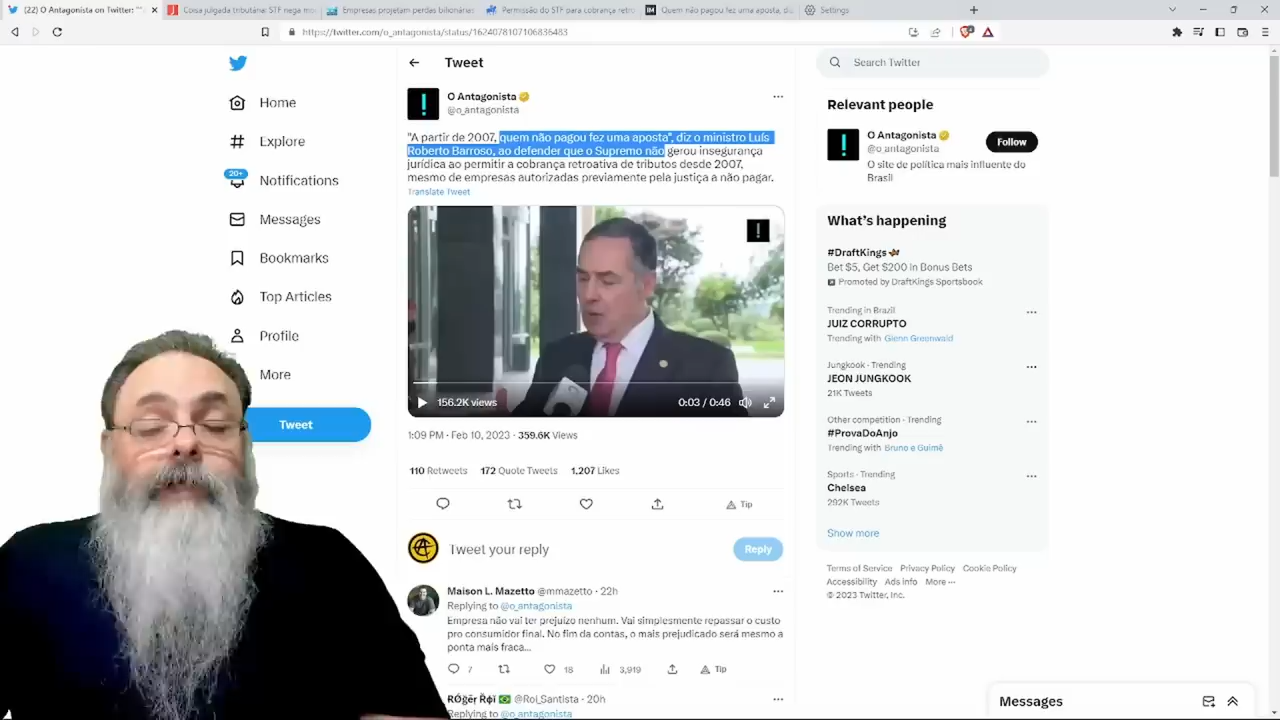 (22) O Antagonista on Twitter: "“
Coisa julgada tributária: STF nega mo
Empresas projetam perdas bilionárias
Permissão do STF para cobrança retro
Quem não pagou fez uma aposta, diz
Settings
https://twitter.com/o_antagonista/status/1624078107106836483
Home
Explore
20+
Notifications
Messages
Bookmarks
Top Articles
Profile
More
Tweet
Tweet
O Antagonista
@o_antagonista
"A partir de 2007, quem não pagou fez uma aposta", diz o ministro Luís
Roberto Barroso, ao defender que o Supremo não gerou insegurança
jurídica ao permitir a cobrança retroativa de tributos desde 2007,
mesmo de empresas autorizadas previamente pela justiça a não pagar.
Translate Tweet
156.2K views
0:03 / 0:46
1:09 PM · Feb 10, 2023 · 359.6K Views
110 Retweets 172 Quote Tweets 1,207 Likes
Tip
Tweet your reply
Reply
Maison L. Mazetto @mmazetto · 22h
Replying to @o_antagonista
Empresa não vai ter prejuízo nenhum. Vai simplesmente repassar o custo
pro consumidor final. No fim da contas, o mais prejudicado será mesmo a
ponta mais fraca...
7 18 3,919 Tip
@Roi_Santista · 20h
Replying to @o_antagonista
Search Twitter
Relevant people
O Antagonista
@o_antagonista
Follow
O site de política mais influente do
Brasil
What's happening
#DraftKings
Bet $5, Get $200 in Bonus Bets
Promoted by DraftKings Sportsbook
Trending in Brazil
JUIZ CORRUPTO
Trending with Glenn Greenwald
Jungkook · Trending
JEON JUNGKOOK
21K Tweets
Other competition · Trending
#ProvaDoAnjo
Trending with Bruno e Guimê
Sports · Trending
Chelsea
292K Tweets
Show more
Terms of Service Privacy Policy Cookie Policy
Accessibility Ads info More ···
© 2023 Twitter, Inc.
Messages